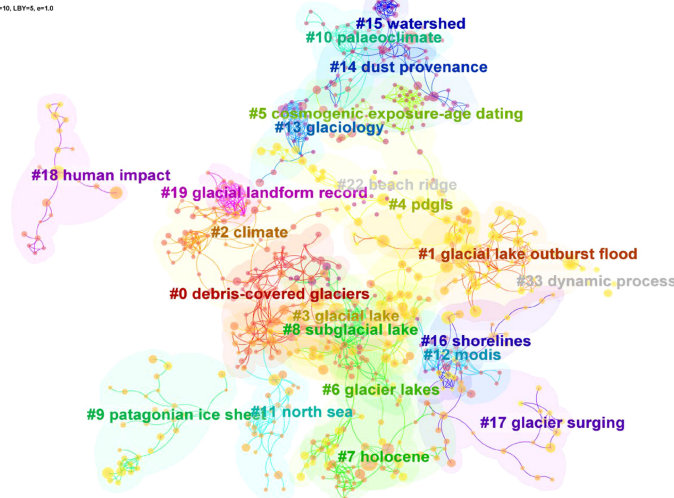 =10, LBY=5, e=1.0
#15 watershed
#10 palaeoclimate
#14 dust provenance
#5 cosmogenic exposure-age dating
#13 glaciology
#18 human impact
#22 beach ridge
#19 glacial landform record
#4 pdgls
#2 climate
#1 glacial lake outburst flood
#33 dynamic process
#0 debris-covered glaciers
#3 glacial lake
#8 subglacial lake
#16 shorelines
#12 modis
#6 glacier lakes
#9 patagonian ice sheet
#11 north sea
#17 glacier surging
#7 holocene